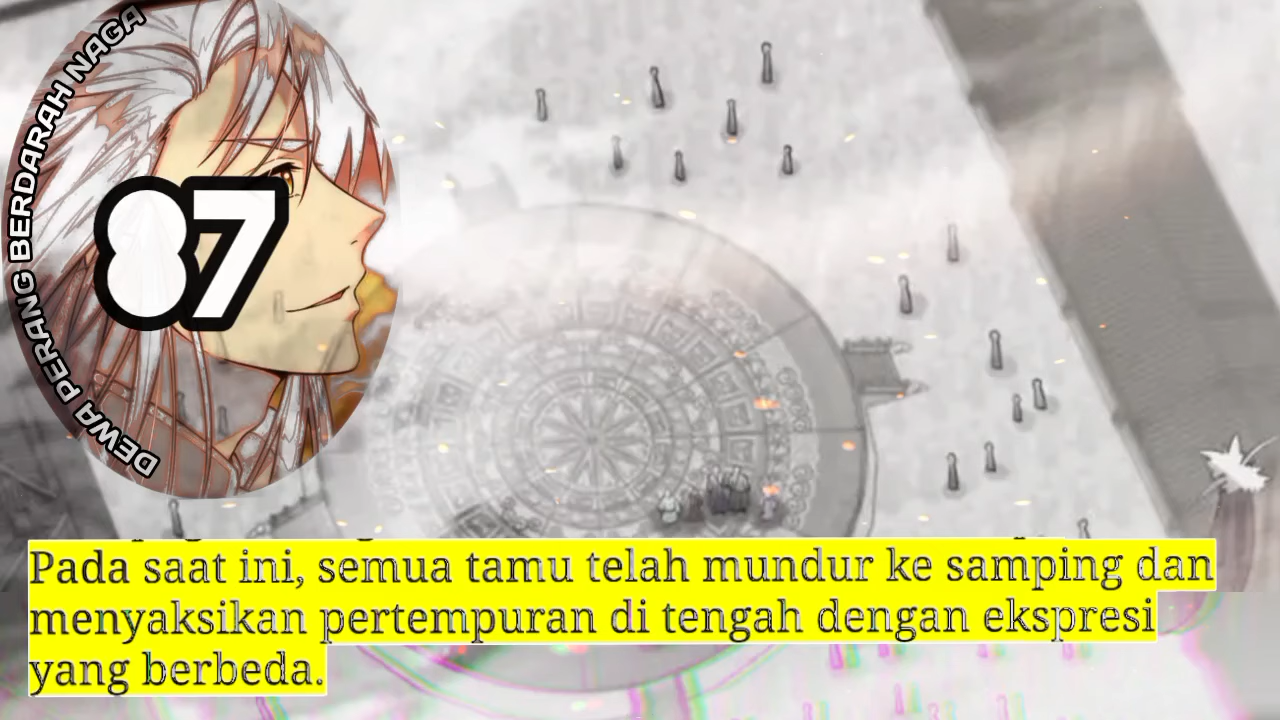 DEWA PERANG BERDARAH NAGA
87
Pada saat ini, semua tamu telah mundur ke samping dan
menyaksikan pertempuran di tengah dengan ekspresi
yang berbeda.